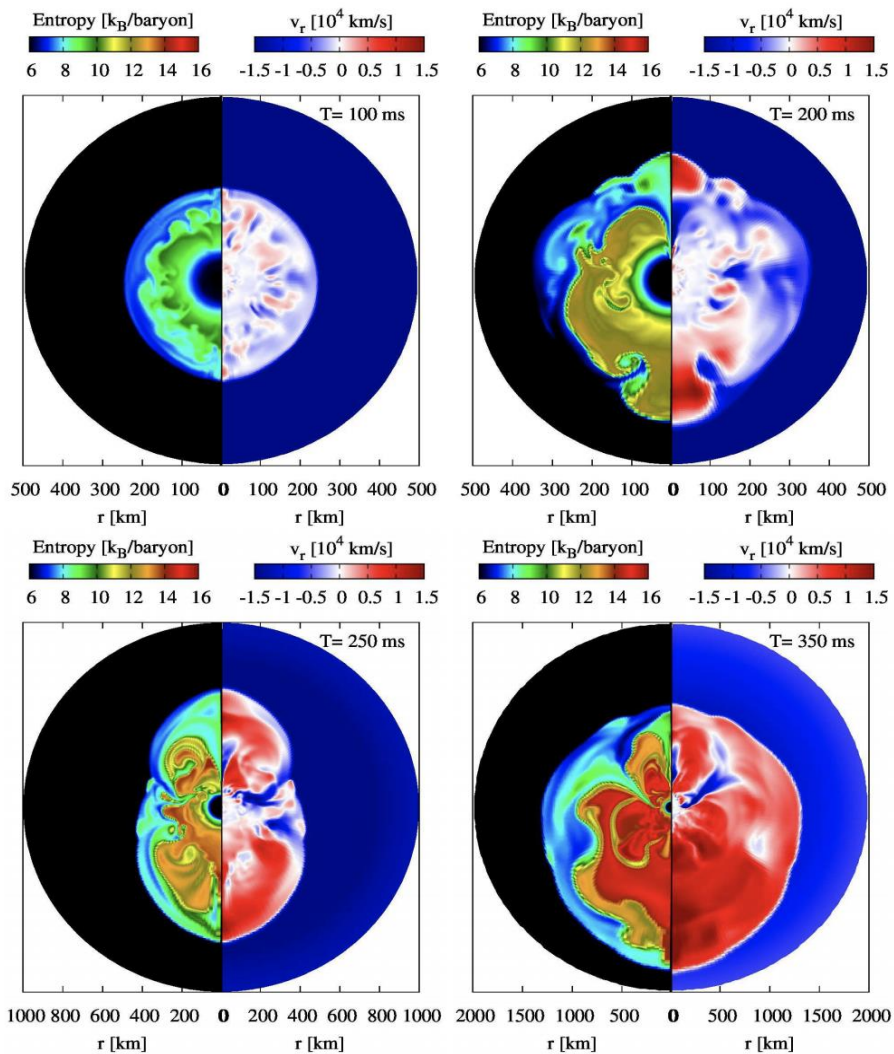 Entropy [k_B/baryon] v_r [10^4 km/s] Entropy [k_B/baryon] v_r [10^4 km/s]
6 8 10 12 14 16 -1.5 -1 -0.5 0 0.5 1 1.5 6 8 10 12 14 16 -1.5 -1 -0.5 0 0.5 1 1.5
T= 100 ms T= 200 ms
500 400 300 200 100 0 100 200 300 400 500 500 400 300 200 100 0 100 200 300 400 500
r [km] r [km] r [km] r [km]
Entropy [k_B/baryon] v_r [10^4 km/s] Entropy [k_B/baryon] v_r [10^4 km/s]
6 8 10 12 14 16 -1.5 -1 -0.5 0 0.5 1 1.5 6 8 10 12 14 16 -1.5 -1 -0.5 0 0.5 1 1.5
T= 250 ms T= 350 ms
1000 800 600 400 200 0 200 400 600 800 1000 2000 1500 1000 500 0 500 1000 1500 2000
r [km] r [km] r [km] r [km]